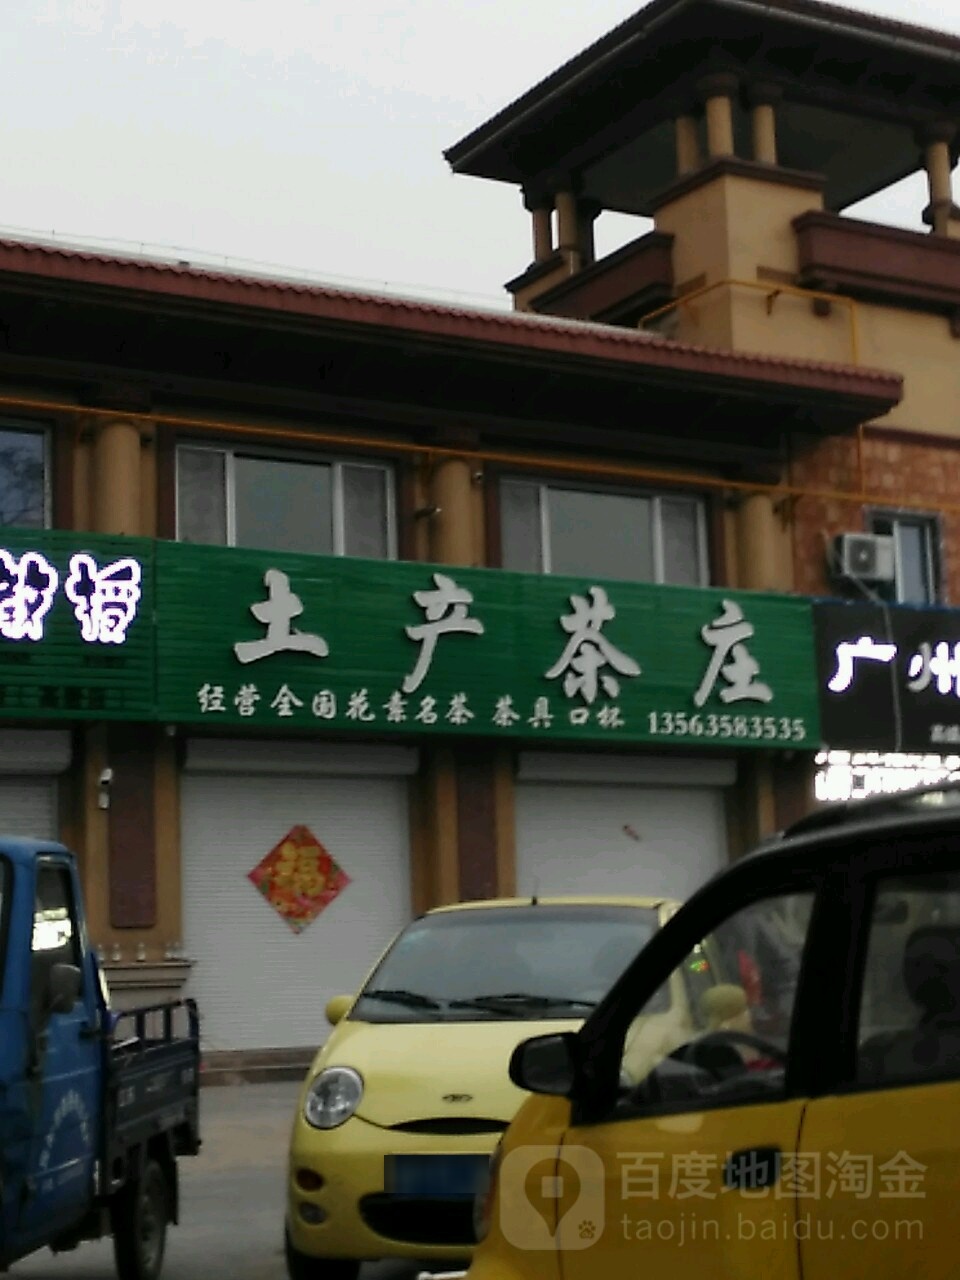 土产茶庄
经营全国花素名茶 茶具口杯 13563583535
广州
福
百度地图淘金
taojin.baidu.com